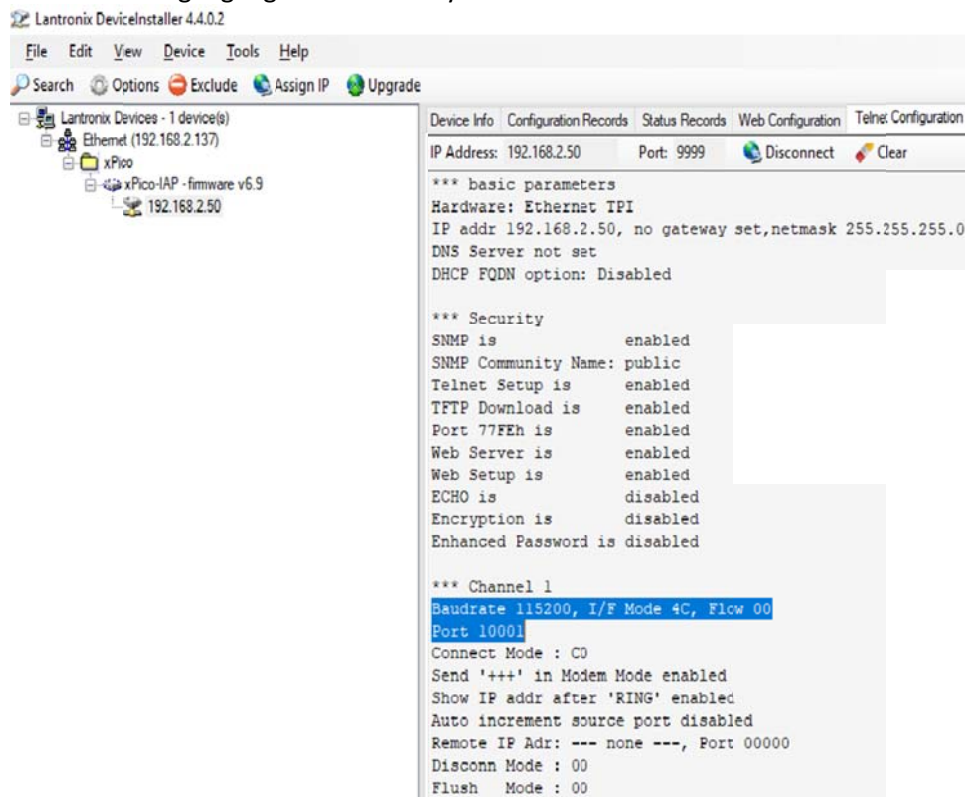 Lantronix DeviceInstaller 4.4.0.2
File Edit View Device Tools Help
Search Options Exclude Assign IP Upgrade
Lantronix Devices - 1 device(s)
Ethernet (192.168.2.137)
xPico
xPico-IAP - firmware v6.9
192.168.2.50
Device Info Configuration Records Status Records Web Configuration Telnet Configuration
IP Address: 192.168.2.50 Port: 9999 Disconnect Clear
*** basic parameters
Hardware: Ethernet TPI
IP addr 192.168.2.50, no gateway set,netmask 255.255.255.0
DNS Server not set
DHCP FQDN option: Disabled
*** Security
SNMP is enabled
SNMP Community Name: public
Telnet Setup is enabled
TFTP Download is enabled
Port 77FEh is enabled
Web Server is enabled
Web Setup is enabled
ECHO is disabled
Encryption is disabled
Enhanced Password is disabled
*** Channel 1
Baudrate 115200, I/F Mode 4C, Flow 00
Port 10001
Connect Mode : C0
Send '+++' in Modem Mode enabled
Show IP addr after 'RING' enabled
Auto increment source port disabled
Remote IP Adr: --- none ---, Port 00000
Disconn Mode : 00
Flush Mode : 00